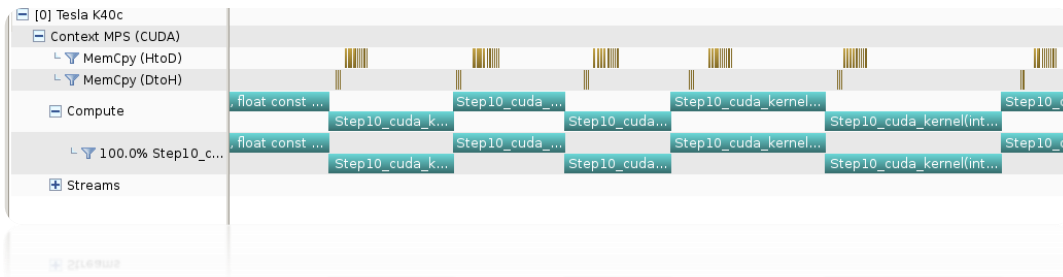 [0] Tesla K40c
Context MPS (CUDA)
MemCpy (HtoD)
MemCpy (DtoH)
Compute
, float const ...
Step10_cuda_...
Step10_cuda_kernel...
Step10_c
Step10_cuda_k...
Step10_cuda...
Step10_cuda_kernel(int...
100.0% Step10_c...
, float const ...
Step10_cuda_...
Step10_cuda_kernel...
Step10_c
Step10_cuda_k...
Step10_cuda...
Step10_cuda_kernel(int...
Streams